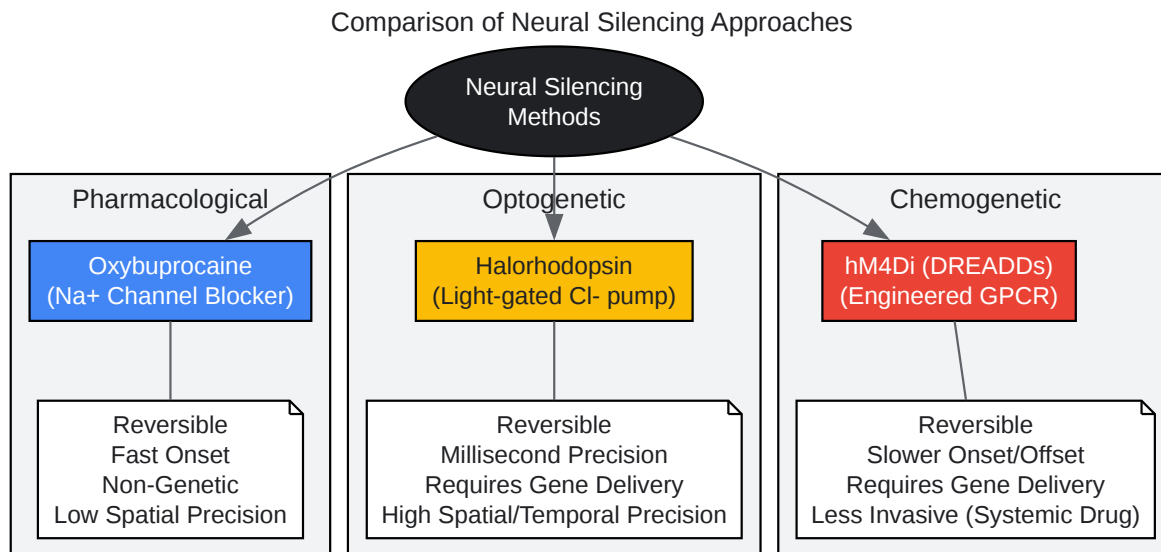 Comparison of Neural Silencing Approaches
Neural Silencing
Methods
Pharmacological
Optogenetic
Chemogenetic
Oxybuprocaine
(Na+ Channel Blocker)
Halorhodopsin
(Light-gated Cl- pump)
hM4Di (DREADDs)
(Engineered GPCR)
Reversible
Fast Onset
Non-Genetic
Low Spatial Precision
Reversible
Millisecond Precision
Requires Gene Delivery
High Spatial/Temporal Precision
Reversible
Slower Onset/Offset
Requires Gene Delivery
Less Invasive (Systemic Drug)